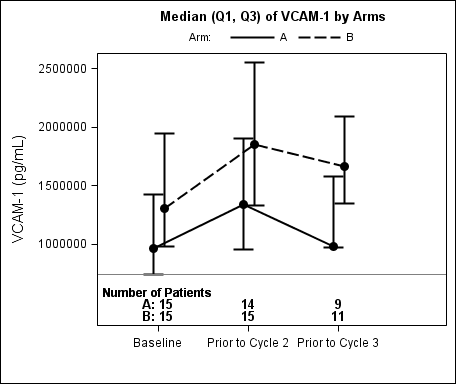 Median (Q1, Q3) of VCAM-1 by Arms
Arm: A B
2500000
2000000
1500000
1000000
VCAM-1 (pg/mL)
Number of Patients
A: 15 14 9
B: 15 15 11
Baseline Prior to Cycle 2 Prior to Cycle 3